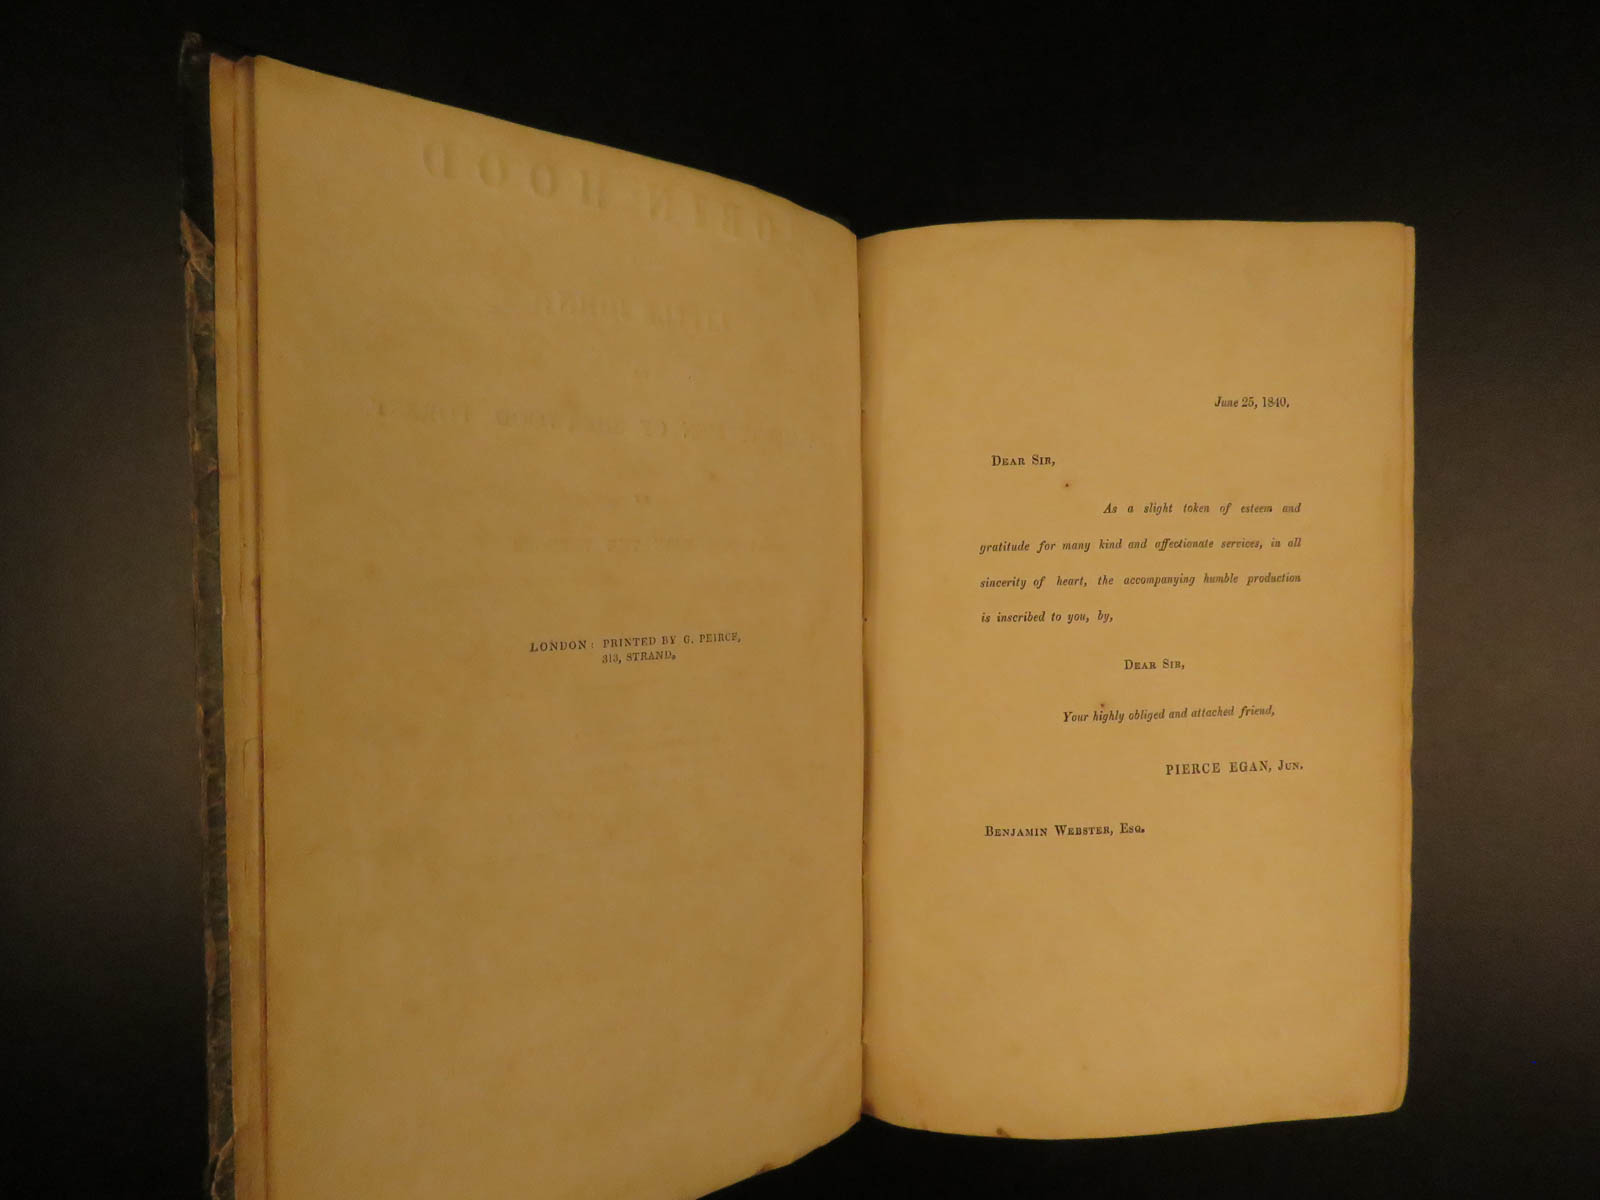 LONDON: PRINTED BY G. PEIRCE,
313, STRAND.
June 25, 1840.
DEAR SIR,
As a slight token of esteem and
gratitude for many kind and affectionate services, in all
sincerity of heart, the accompanying humble production
is inscribed to you, by,
DEAR SIR,
Your highly obliged and attached friend,
PIERCE EGAN, JUN.
BENJAMIN WEBSTER, ESQ.